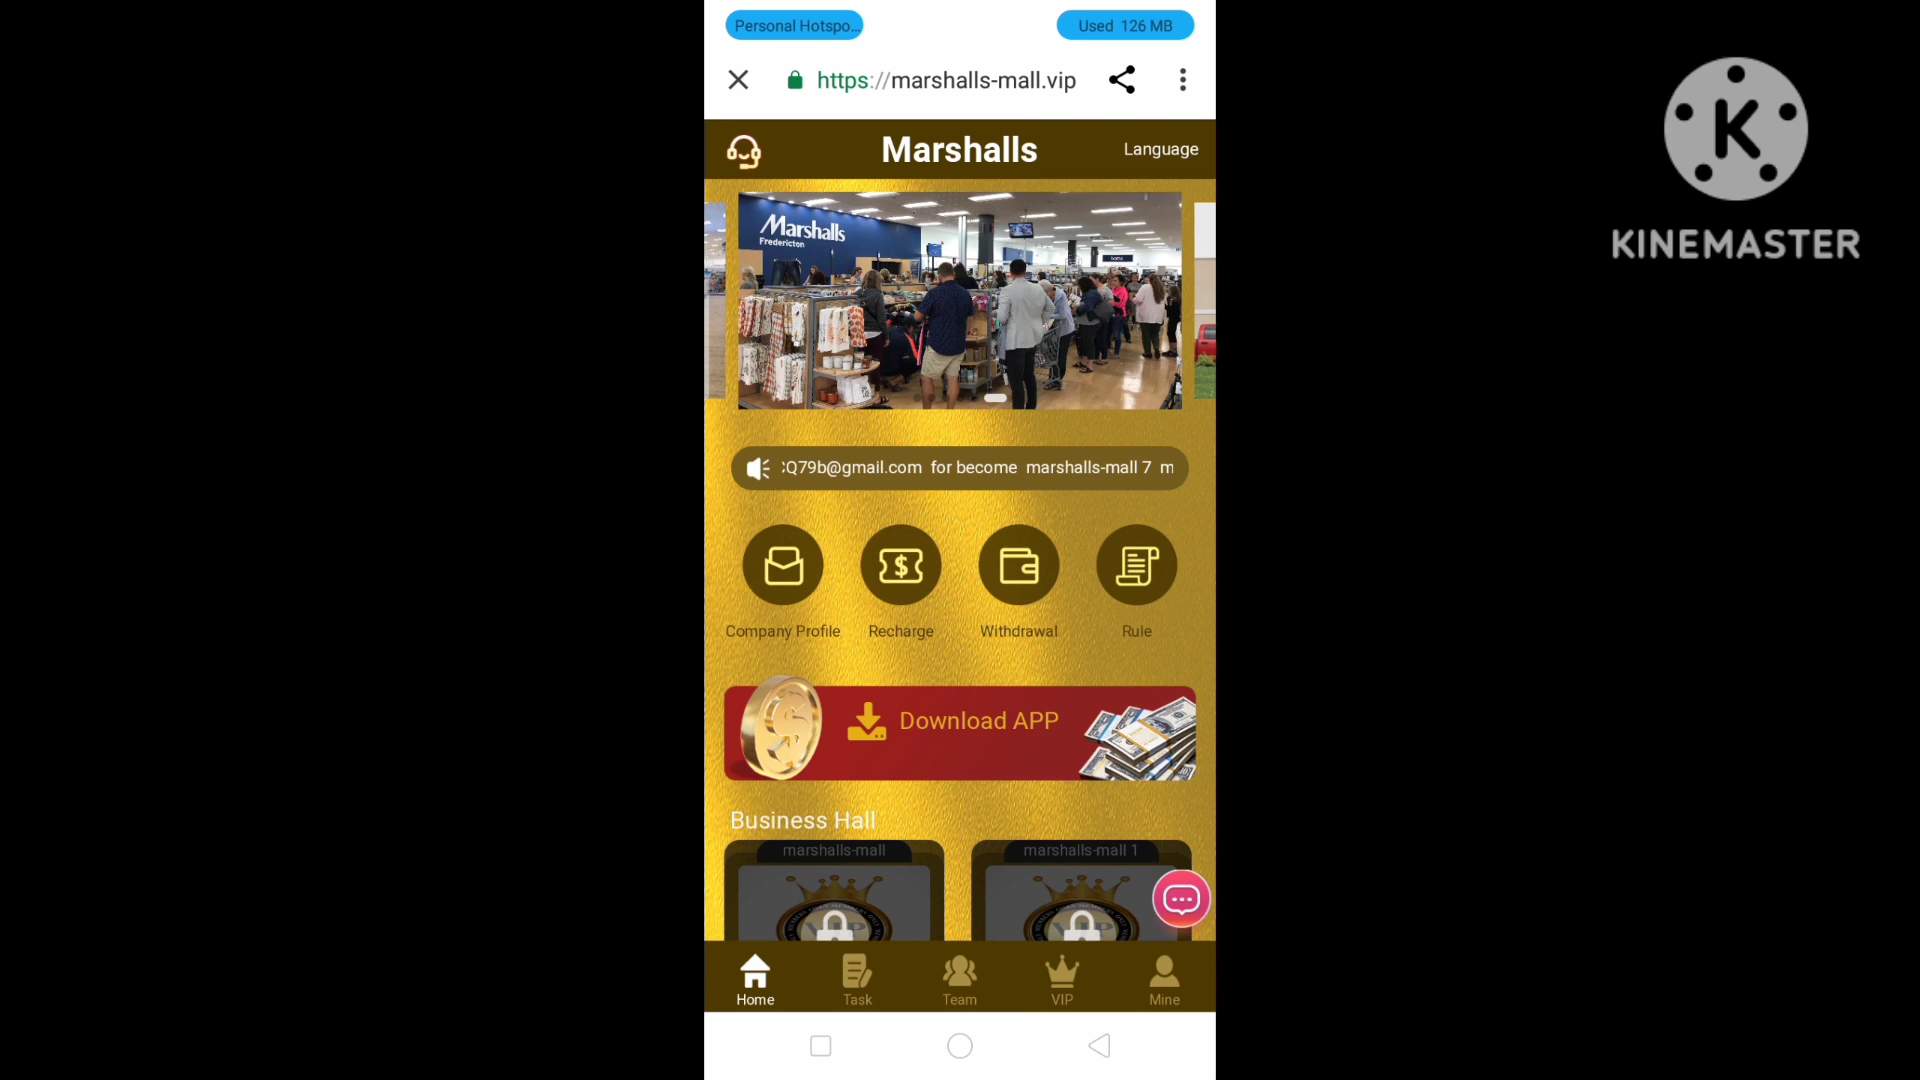 Personal Hotspo...
Used 126 MB
https://marshalls-mall.vip
KINEMASTER
Marshalls
Language
Marshalls
Fredericton
Q79b@gmail.com for become marshalls-mall 7 m
Company Profile
Recharge
Withdrawal
Rule
Download APP
Business Hall
marshalls-mall
marshalls-mall 1
VIP
VIP
Home
Task
Team
VIP
Mine